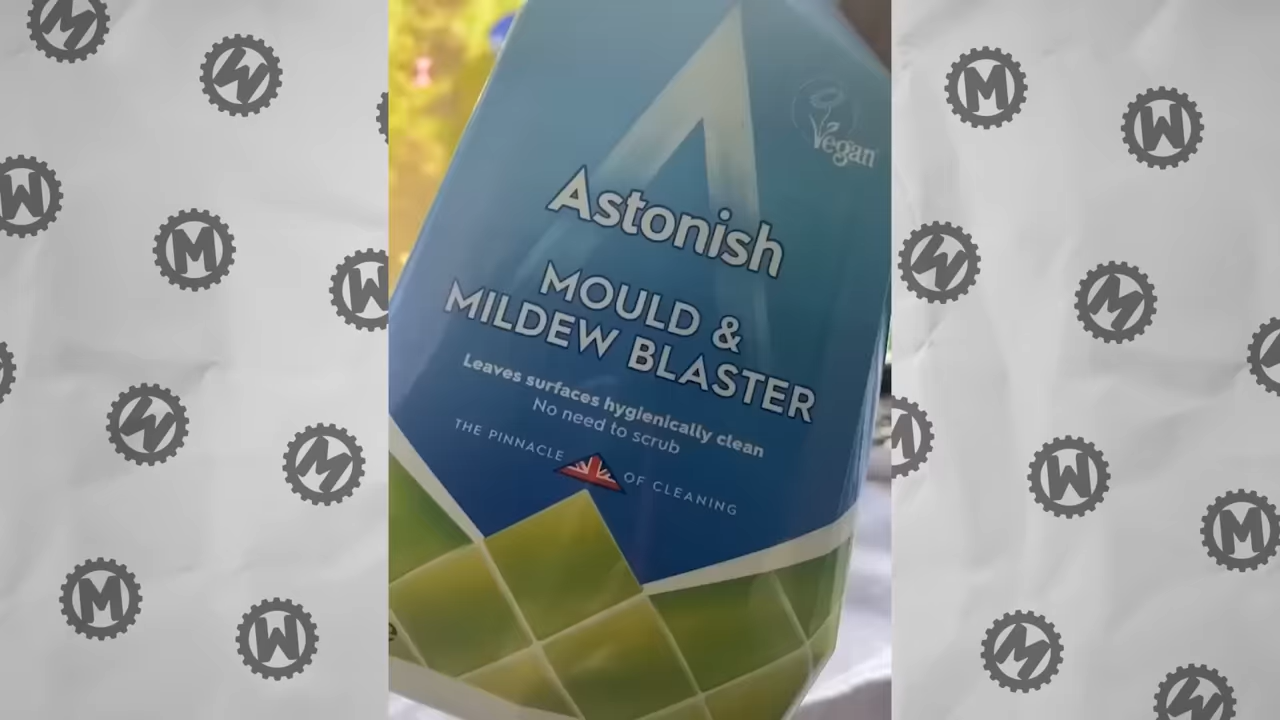 Vegan
Astonish
MOULD &
MILDEW BLASTER
Leaves surfaces hygienically clean
No need to scrub
THE PINNACLE OF CLEANING